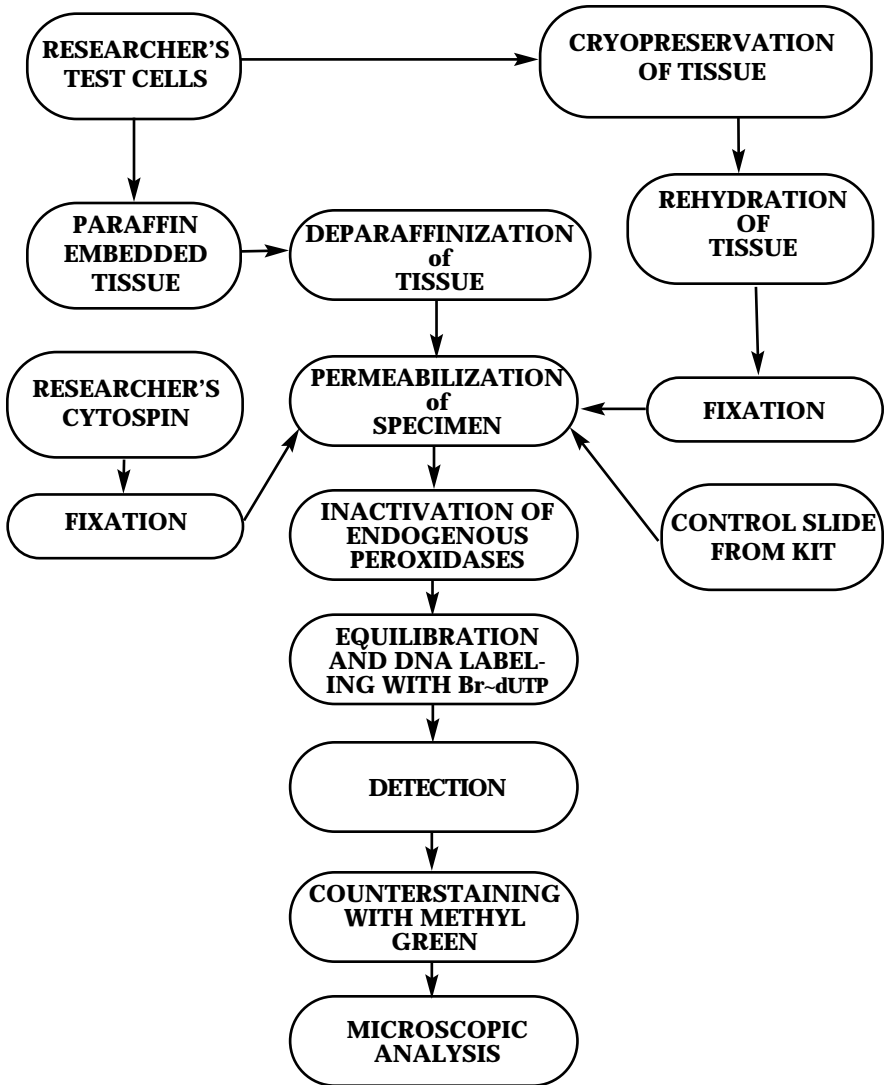 RESEARCHER'S
TEST CELLS
CRYOPRESERVATION
OF TISSUE
PARAFFIN
EMBEDDED
TISSUE
DEPARAFFINIZATION
of
TISSUE
REHYDRATION
OF
TISSUE
RESEARCHER'S
CYTOSPIN
PERMEABILIZATION
of
SPECIMEN
FIXATION
FIXATION
INACTIVATION OF
ENDOGENOUS
PEROXIDASES
CONTROL SLIDE
FROM KIT
EQUILIBRATION
AND DNA LABEL-
ING WITH Br~dUTP
DETECTION
COUNTERSTAINING
WITH METHYL
GREEN
MICROSCOPIC
ANALYSIS